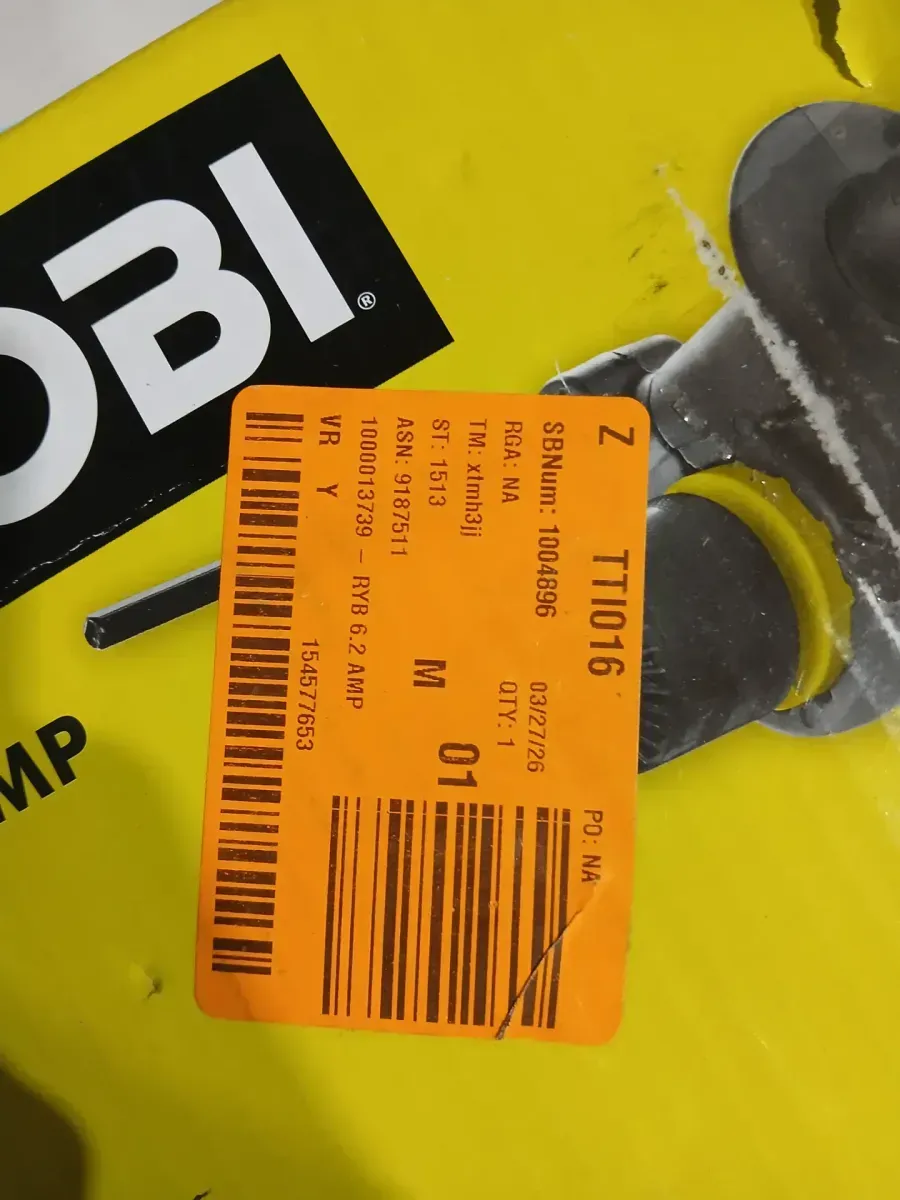 OBI®
MP
Z TTI016 PO: NA
SBNum: 1004896 03/27/26
RGA: NA QTY: 1
TM: xtmh3jj
ST: 1513 M 01
ASN: 9187511
1000013739 - RYB 6.2 AMP
VR Y 154577653